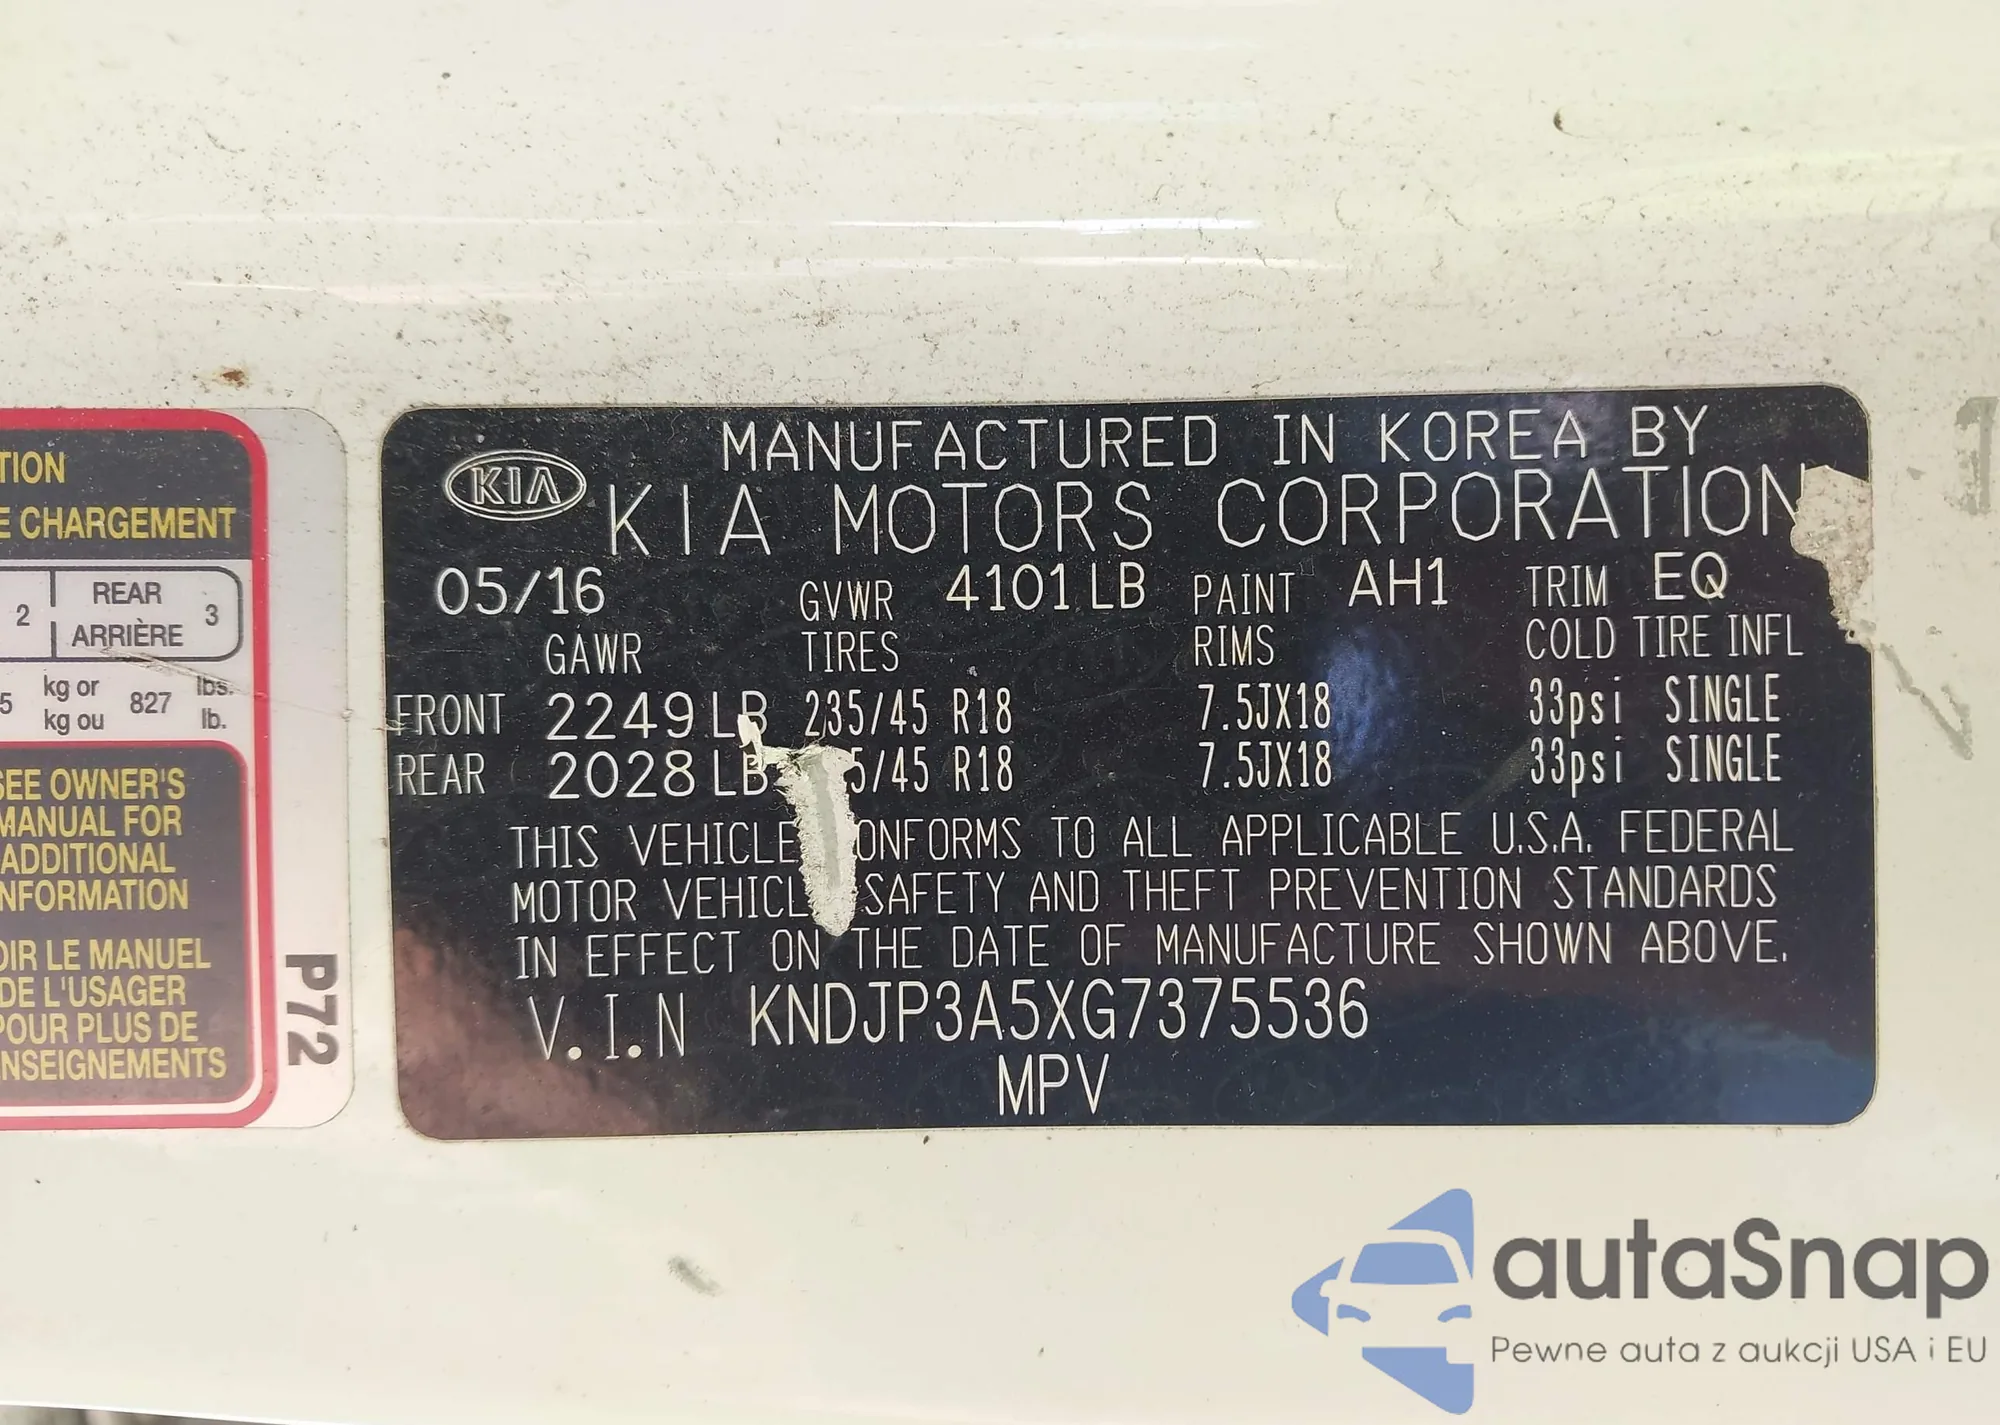 TION
E CHARGEMENT
2 REAR 3
ARRIÈRE
5 kg or 827 lbs.
kg ou lb.
SEE OWNER'S
MANUAL FOR
ADDITIONAL
INFORMATION
OIR LE MANUEL
DE L'USAGER
POUR PLUS DE
NSEIGNEMENTS
P72
KIA
MANUFACTURED IN KOREA BY
KIA MOTORS CORPORATION
05/16 GVWR 4101 LB PAINT AH1 TRIM EQ
GAWR TIRES RIMS COLD TIRE INFL
FRONT 2249 LB 235/45 R18 7.5JX18 33psi SINGLE
REAR 2028 LB 5/45 R18 7.5JX18 33psi SINGLE
THIS VEHICLE ONFORMS TO ALL APPLICABLE U.S.A. FEDERAL
MOTOR VEHICL SAFETY AND THEFT PREVENTION STANDARDS
IN EFFECT ON THE DATE OF MANUFACTURE SHOWN ABOVE.
V.I.N KNDJP3A5XG7375536
MPV
autaSnap
Pewne auta z aukcji USA i EU